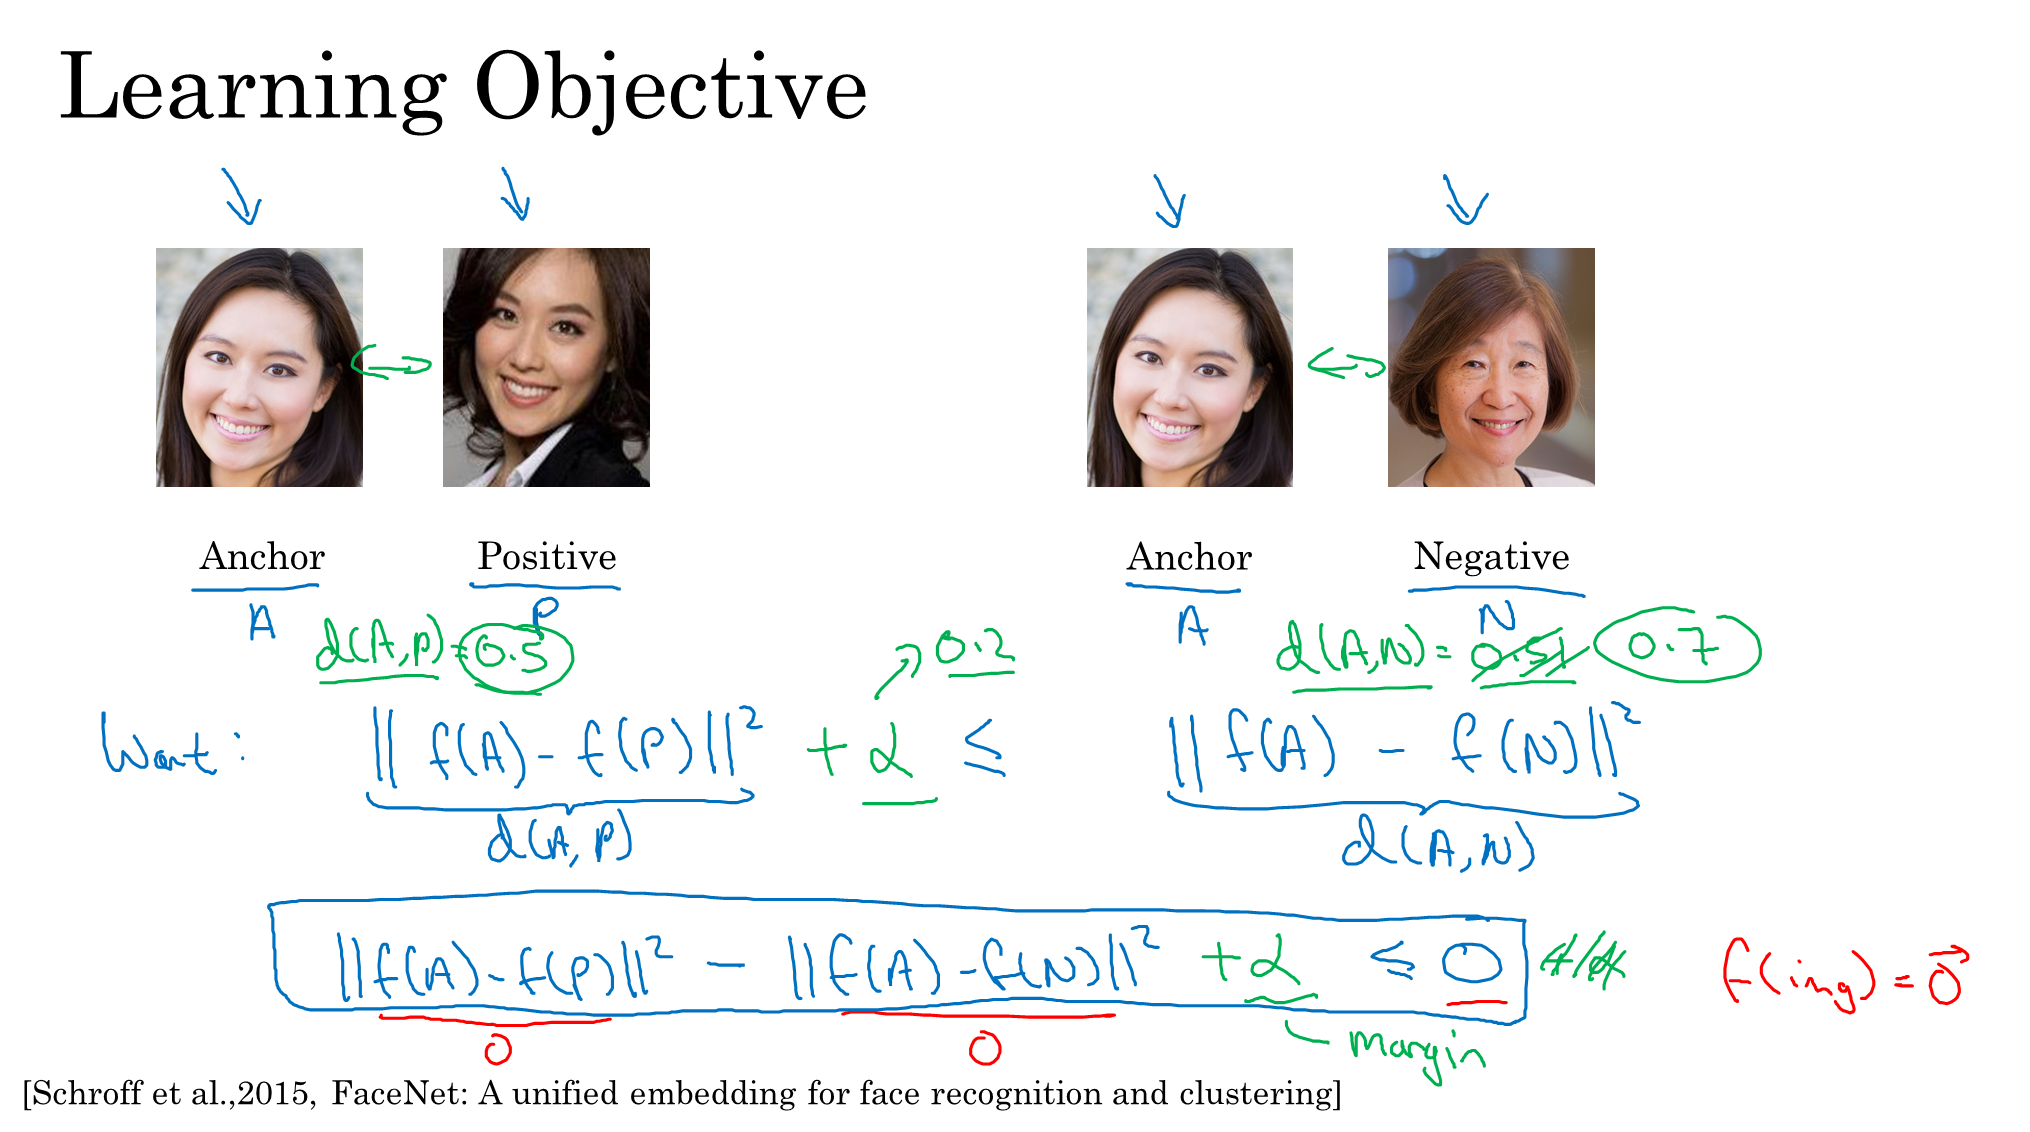 Learning Objective
Anchor Positive Anchor Negative
A P A N
d(A,P) = 0.5 0.2 d(A,N) = 0.51 0.7
Want: ||f(A) - f(P)||² + α ≤ ||f(A) - f(N)||²
d(A,P) d(A,N)
||f(A) - f(P)||² - ||f(A) - f(N)||² + α ≤ 0 f(img) = 0⃗
0 0 margin
[Schroff et al.,2015, FaceNet: A unified embedding for face recognition and clustering]